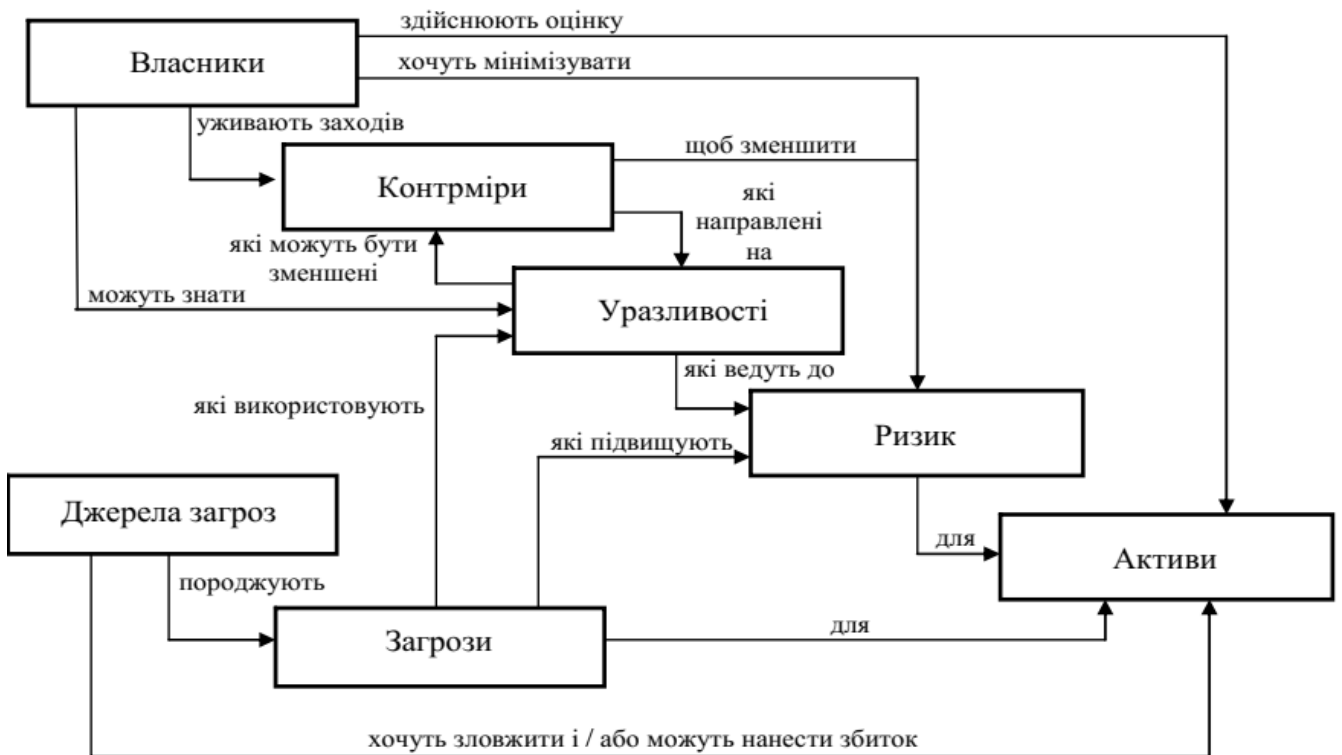 здійснюють оцінку
Власники
хочуть мінімізувати
уживають заходів
щоб зменшити
Контрміри
які
направлені
на
які можуть бути
зменшені
можуть знати
Уразливості
які ведуть до
які використовують
Ризик
які підвищують
Джерела загроз
для
Активи
породжують
Загрози
для
хочуть зловжити і / або можуть нанести збиток